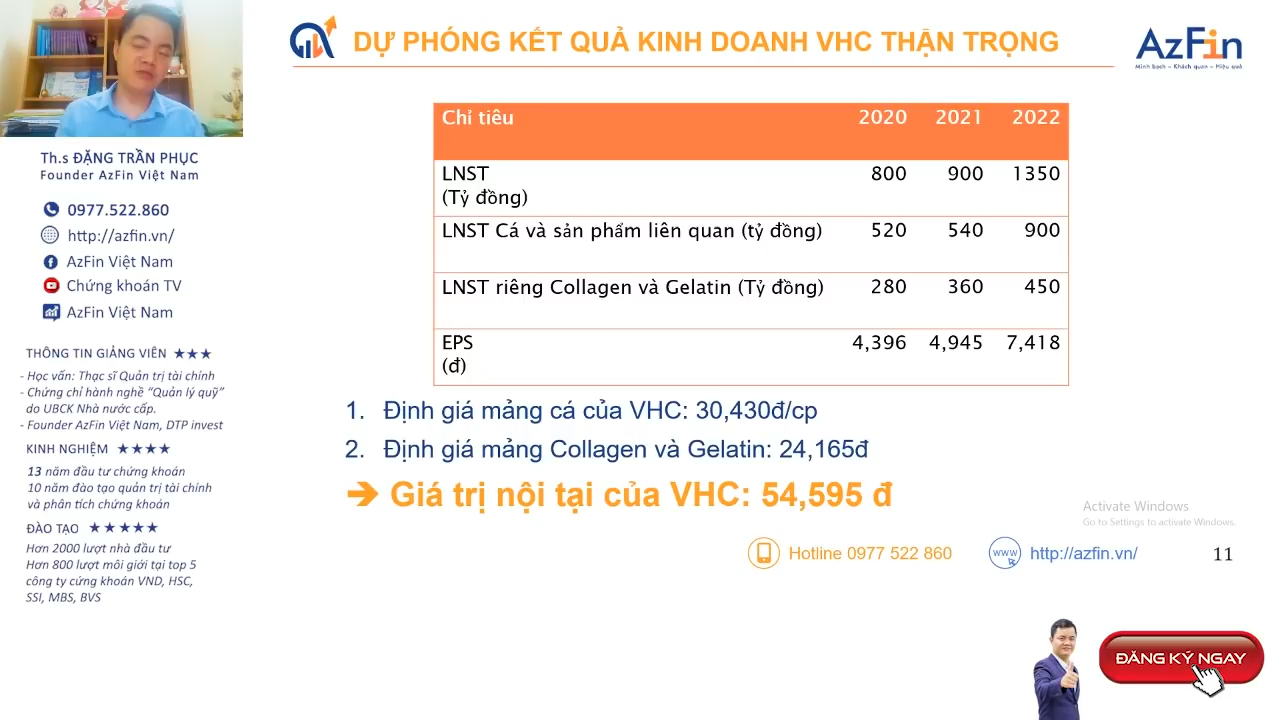 DỰ PHÓNG KẾT QUẢ KINH DOANH VHC THẬN TRỌNG
AzFin
Minh bạch – Khách quan – Hiệu quả
Th.s ĐẶNG TRẦN PHỤC
Founder AzFin Việt Nam
0977.522.860
http://azfin.vn/
AzFin Việt Nam
Chứng khoán TV
AzFin Việt Nam
THÔNG TIN GIẢNG VIÊN ★★★
- Học vấn: Thạc sĩ Quản trị tài chính
- Chứng chỉ hành nghề “Quản lý quỹ”
do UBCK Nhà nước cấp.
- Founder AzFin Việt Nam, DTP invest
KINH NGHIỆM ★★★★
13 năm đầu tư chứng khoán
10 năm đào tạo quản trị tài chính
và phân tích chứng khoán
ĐÀO TẠO ★★★★★
Hơn 2000 lượt nhà đầu tư
Hơn 800 lượt môi giới tại top 5
công ty cứng khoán VND, HSC,
SSI, MBS, BVS
Chỉ tiêu 2020 2021 2022
LNST 800 900 1350
(Tỷ đồng)
LNST Cá và sản phẩm liên quan (tỷ đồng) 520 540 900
LNST riêng Collagen và Gelatin (Tỷ đồng) 280 360 450
EPS 4,396 4,945 7,418
(đ)
1. Định giá mảng cá của VHC: 30,430đ/cp
2. Định giá mảng Collagen và Gelatin: 24,165đ
➔ Giá trị nội tại của VHC: 54,595 đ
Activate Windows
Go to Settings to activate Windows.
Hotline 0977 522 860
www
http://azfin.vn/
11
ĐĂNG KÝ NGAY